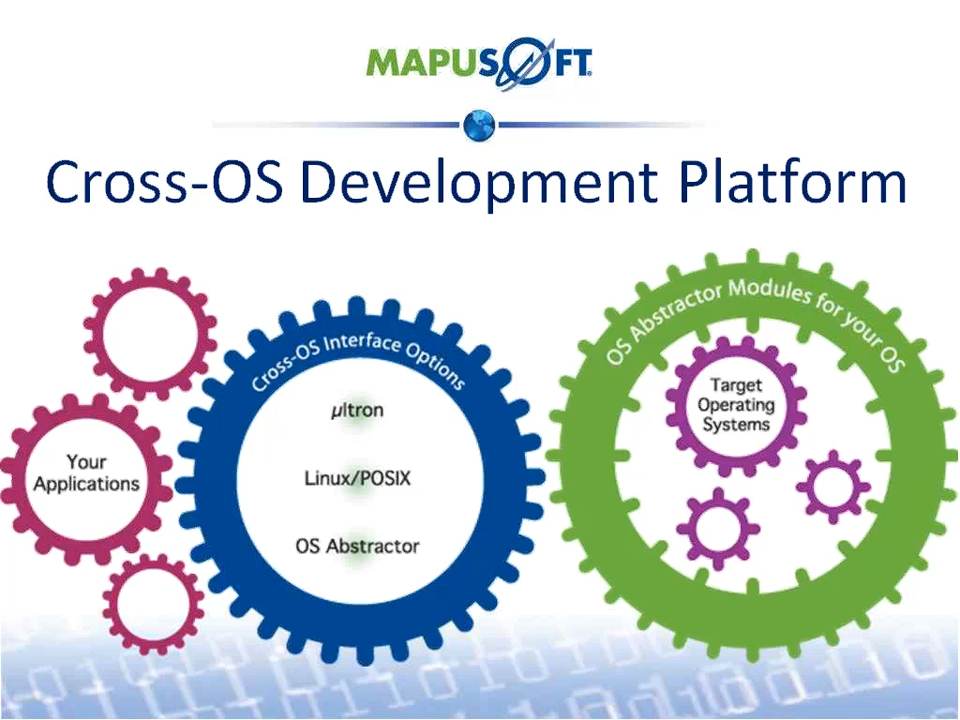 MAPUSOFT®
Cross-OS Development Platform
Your
Applications
Cross-OS Interface Options
µItron
Linux/POSIX
OS Abstractor
OS Abstractor Modules for your OS
Target
Operating
Systems